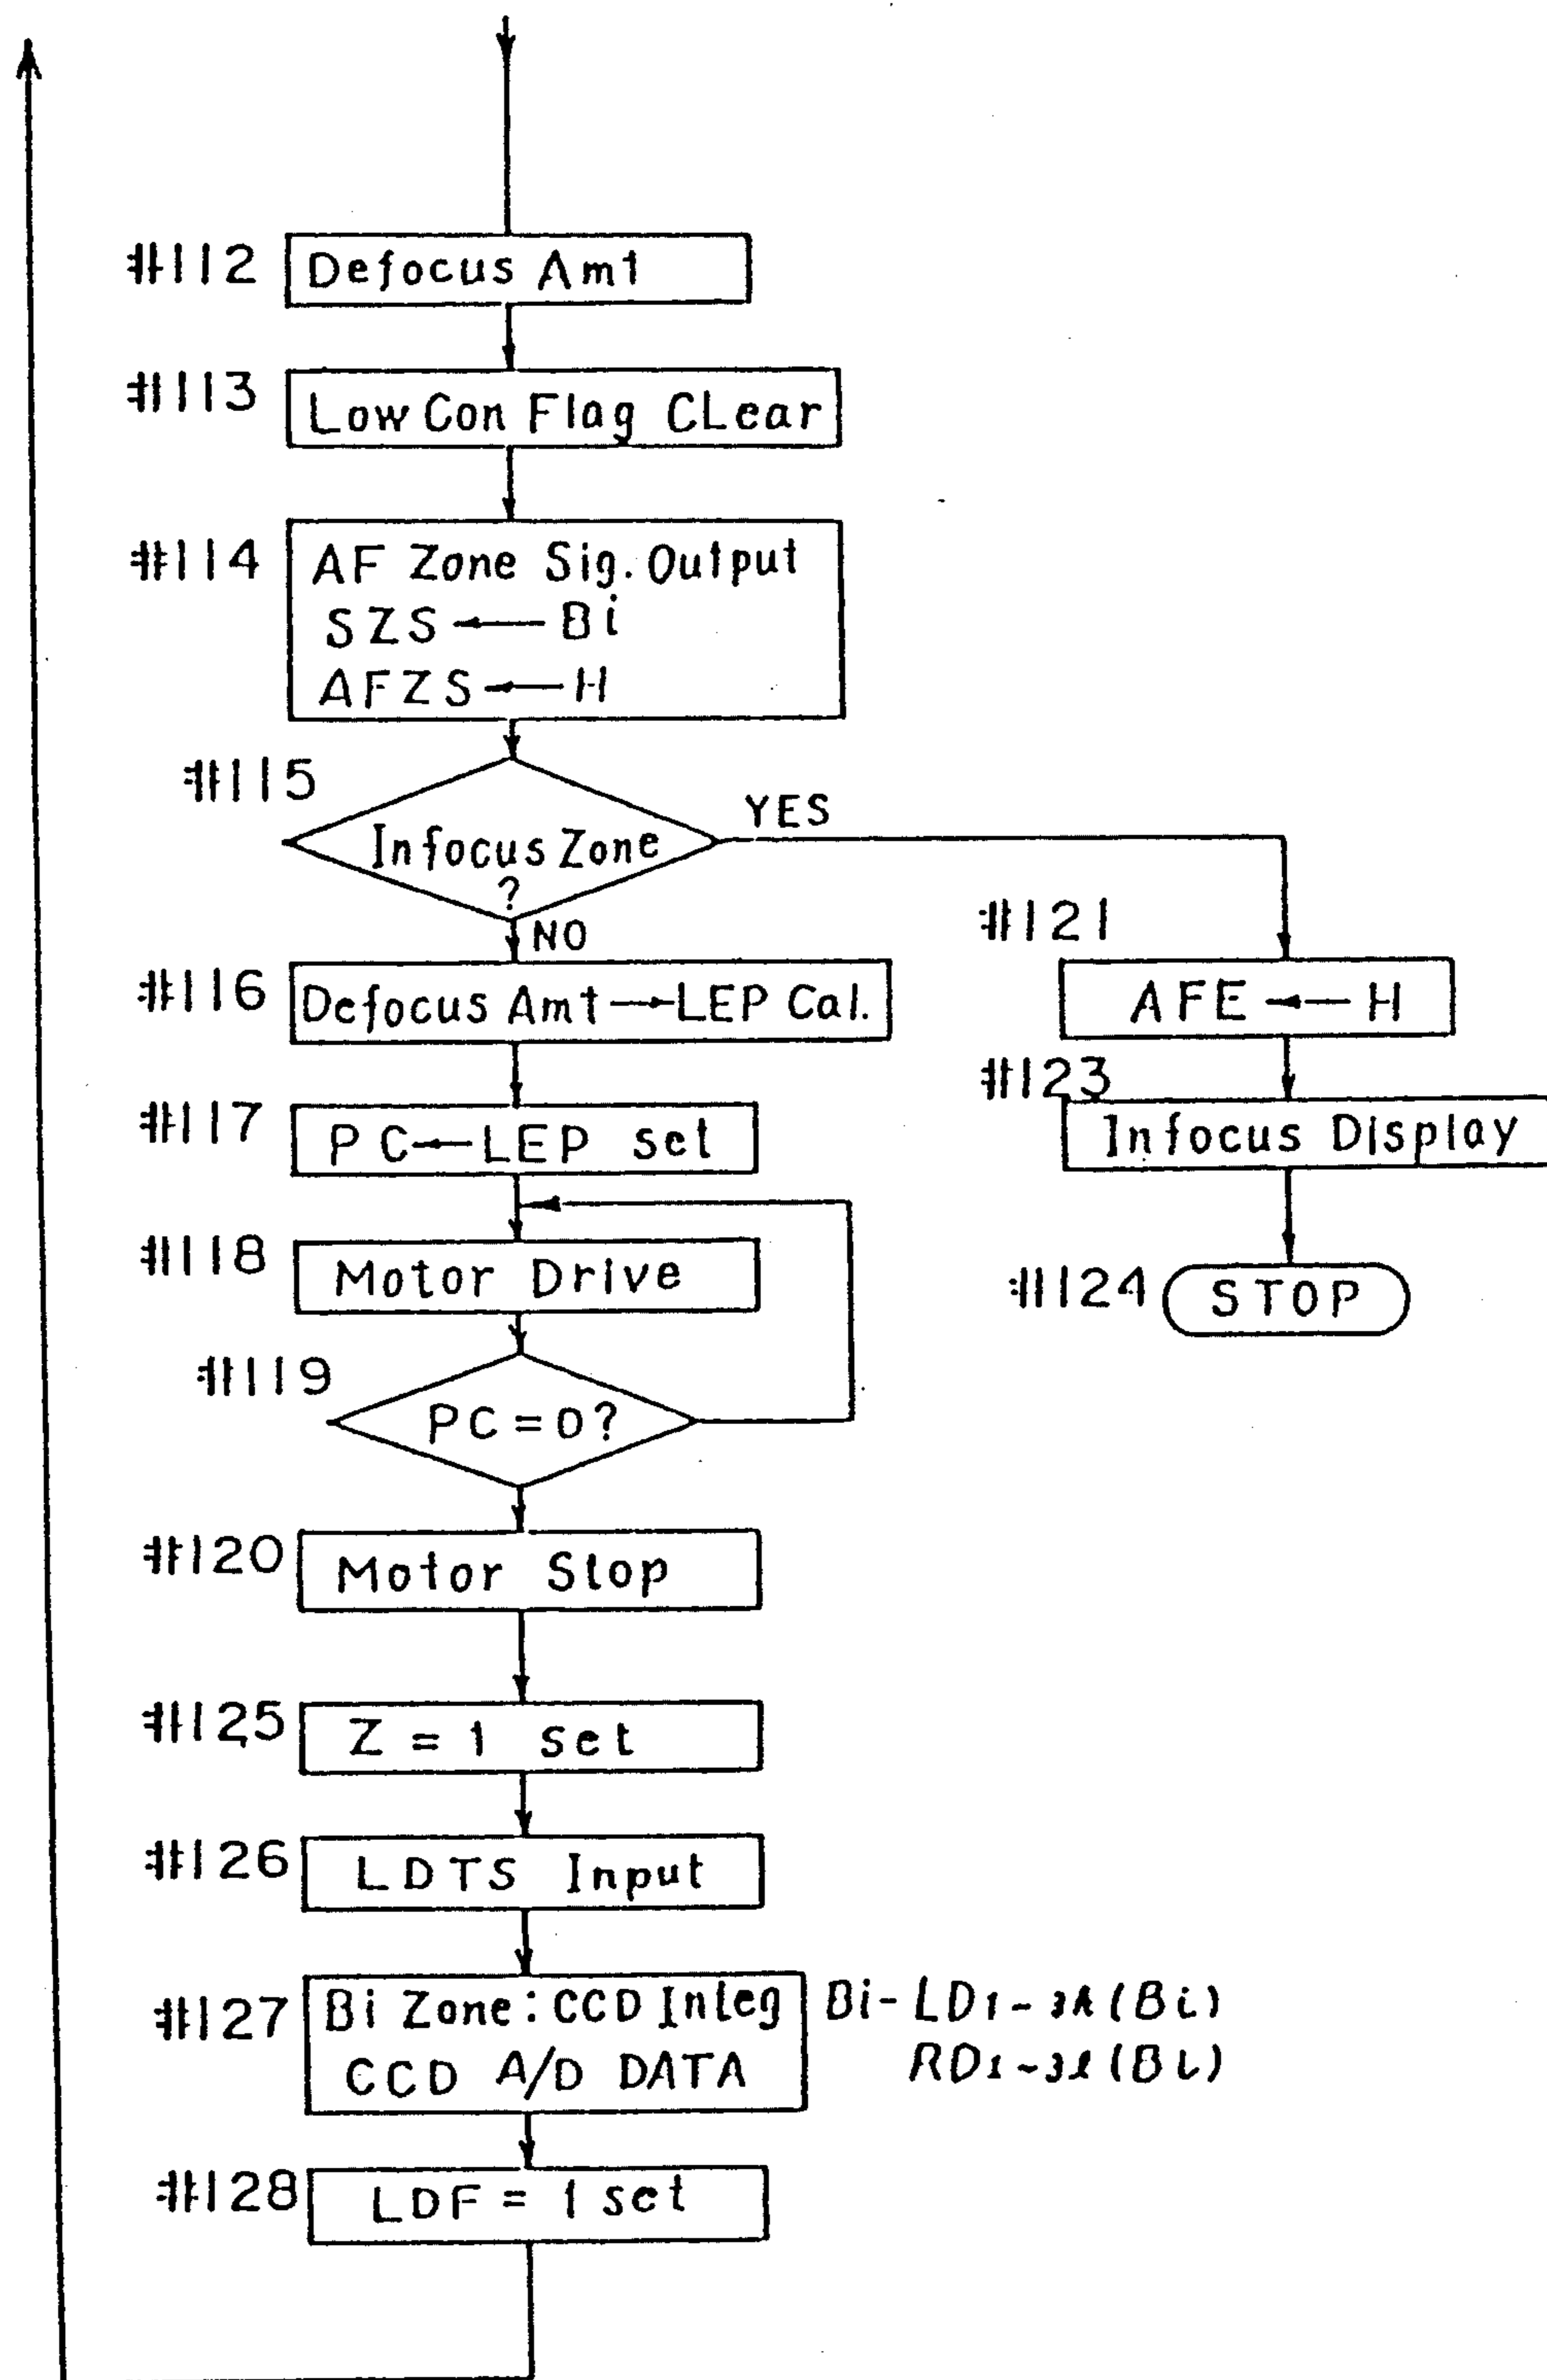 #112
Defocus Amt
#113
Low Con Flag CLear
#114
AF Zone Sig. Output
SZS ← Bi
AFZS ← H
#115
Infocus Zone
?
YES
NO
#116
Defocus Amt → LEP Cal.
#117
PC ← LEP set
#118
Motor Drive
#119
PC = 0?
#120
Motor Stop
#121
AFE ← H
#123
Infocus Display
#124
STOP
#125
Z = 1 set
#126
LDTS Input
#127
Bi Zone: CCD Integ
CCD A/D DATA
Bi-
(Bi)
(Bi)
#128
LDF = 1 set